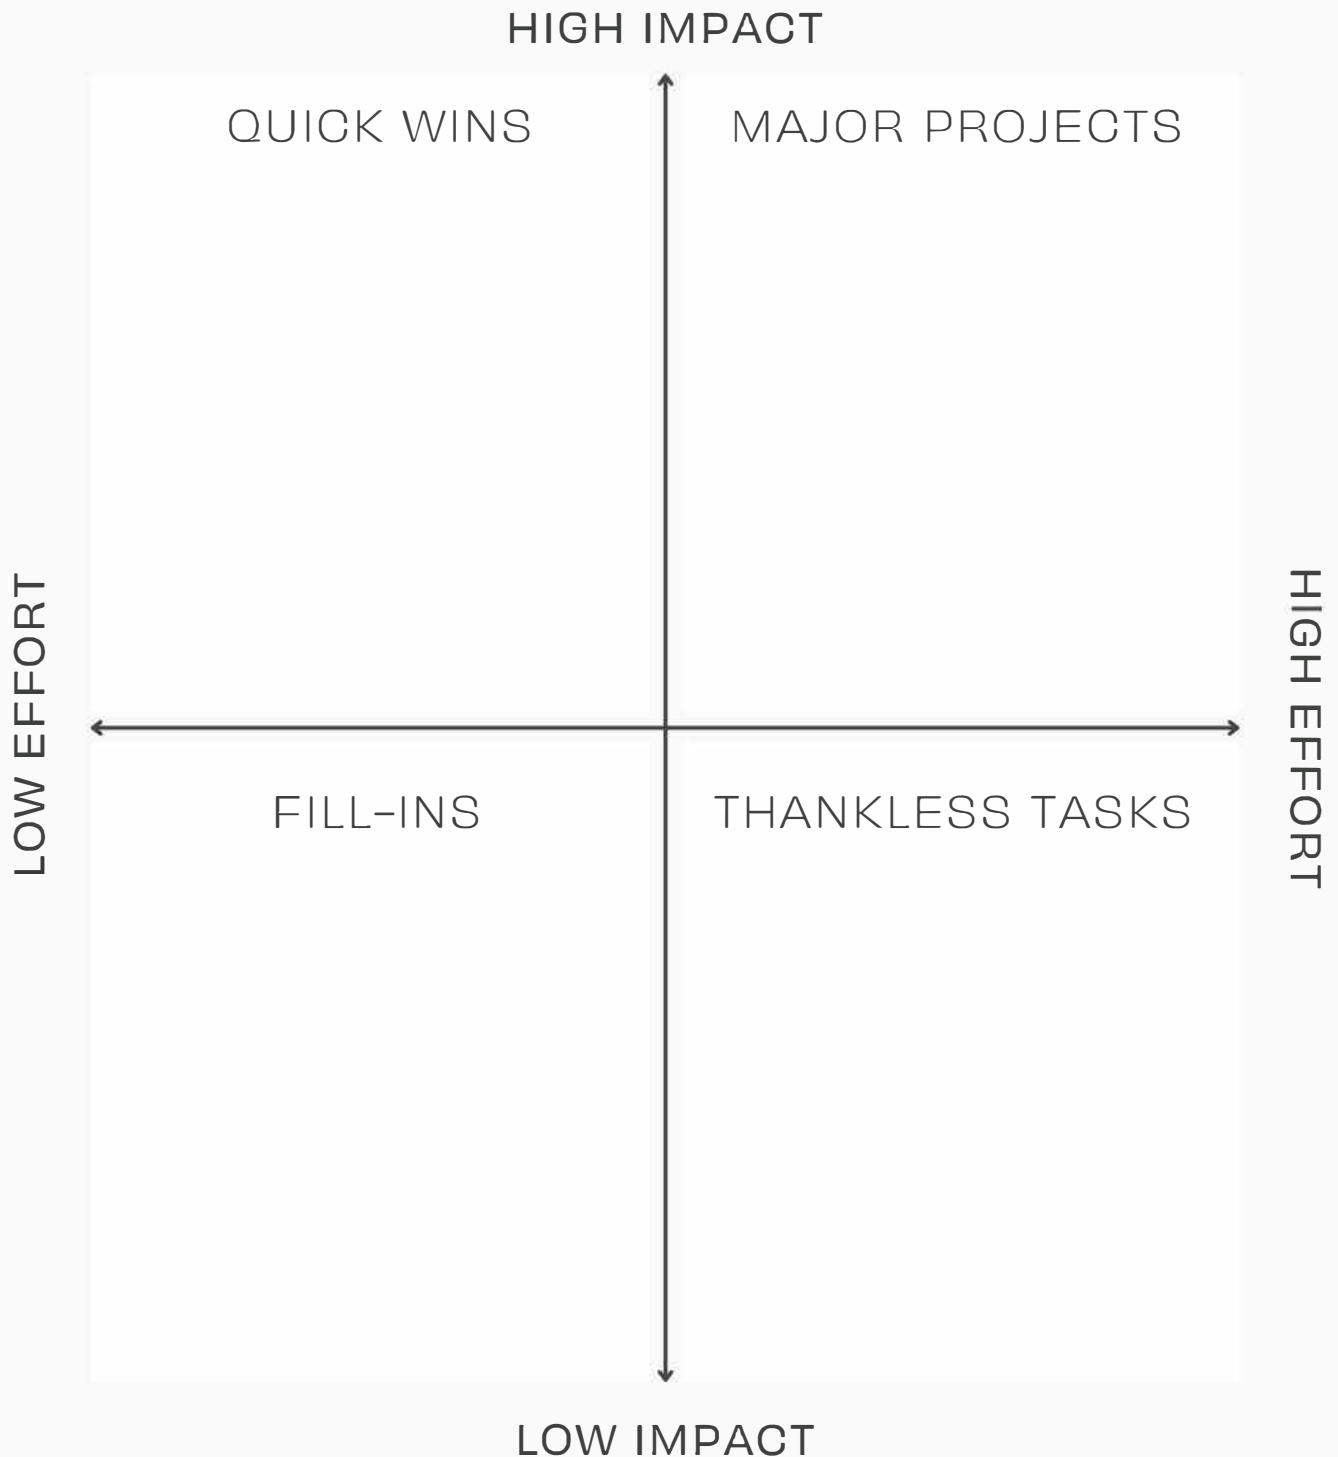 HIGH IMPACT
QUICK WINS
MAJOR PROJECTS
LOW EFFORT
HIGH EFFORT
FILL-INS
THANKLESS TASKS
LOW IMPACT